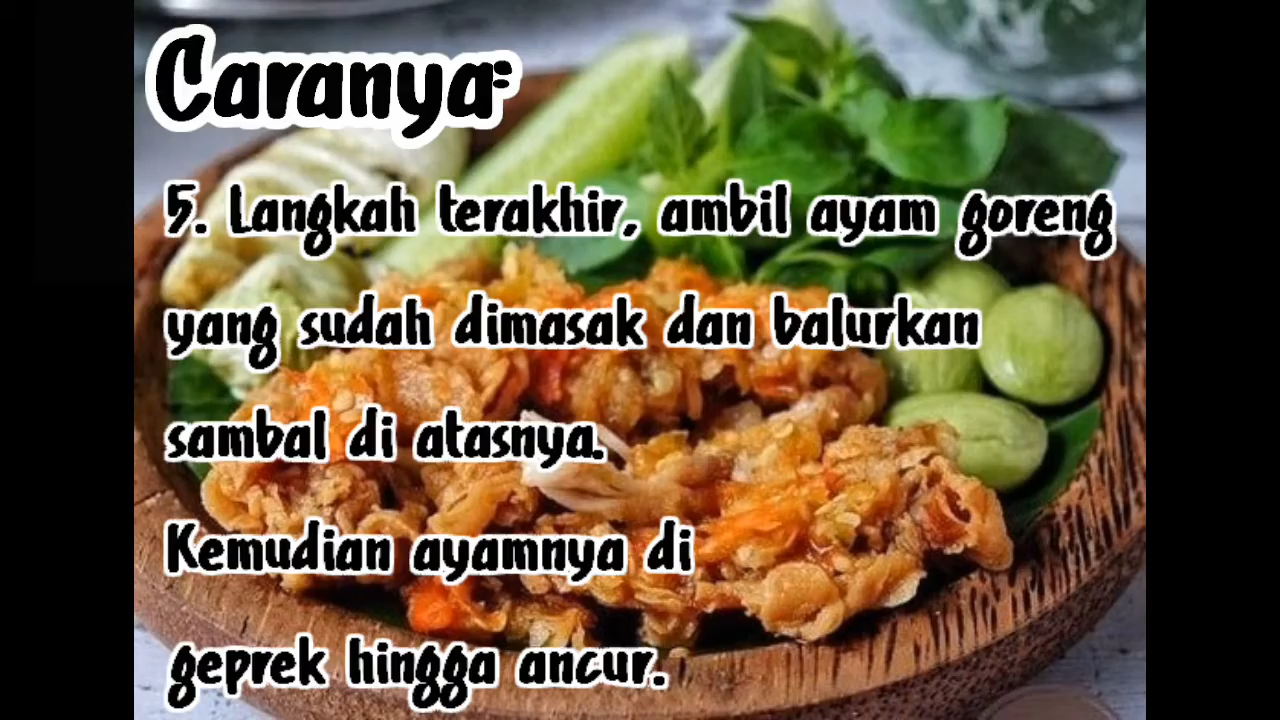 Caranya:
5. Langkah terakhir, ambil ayam goreng
yang sudah dimasak dan balurkan
sambal di atasnya.
Kemudian ayamnya di
geprek hingga ancur.